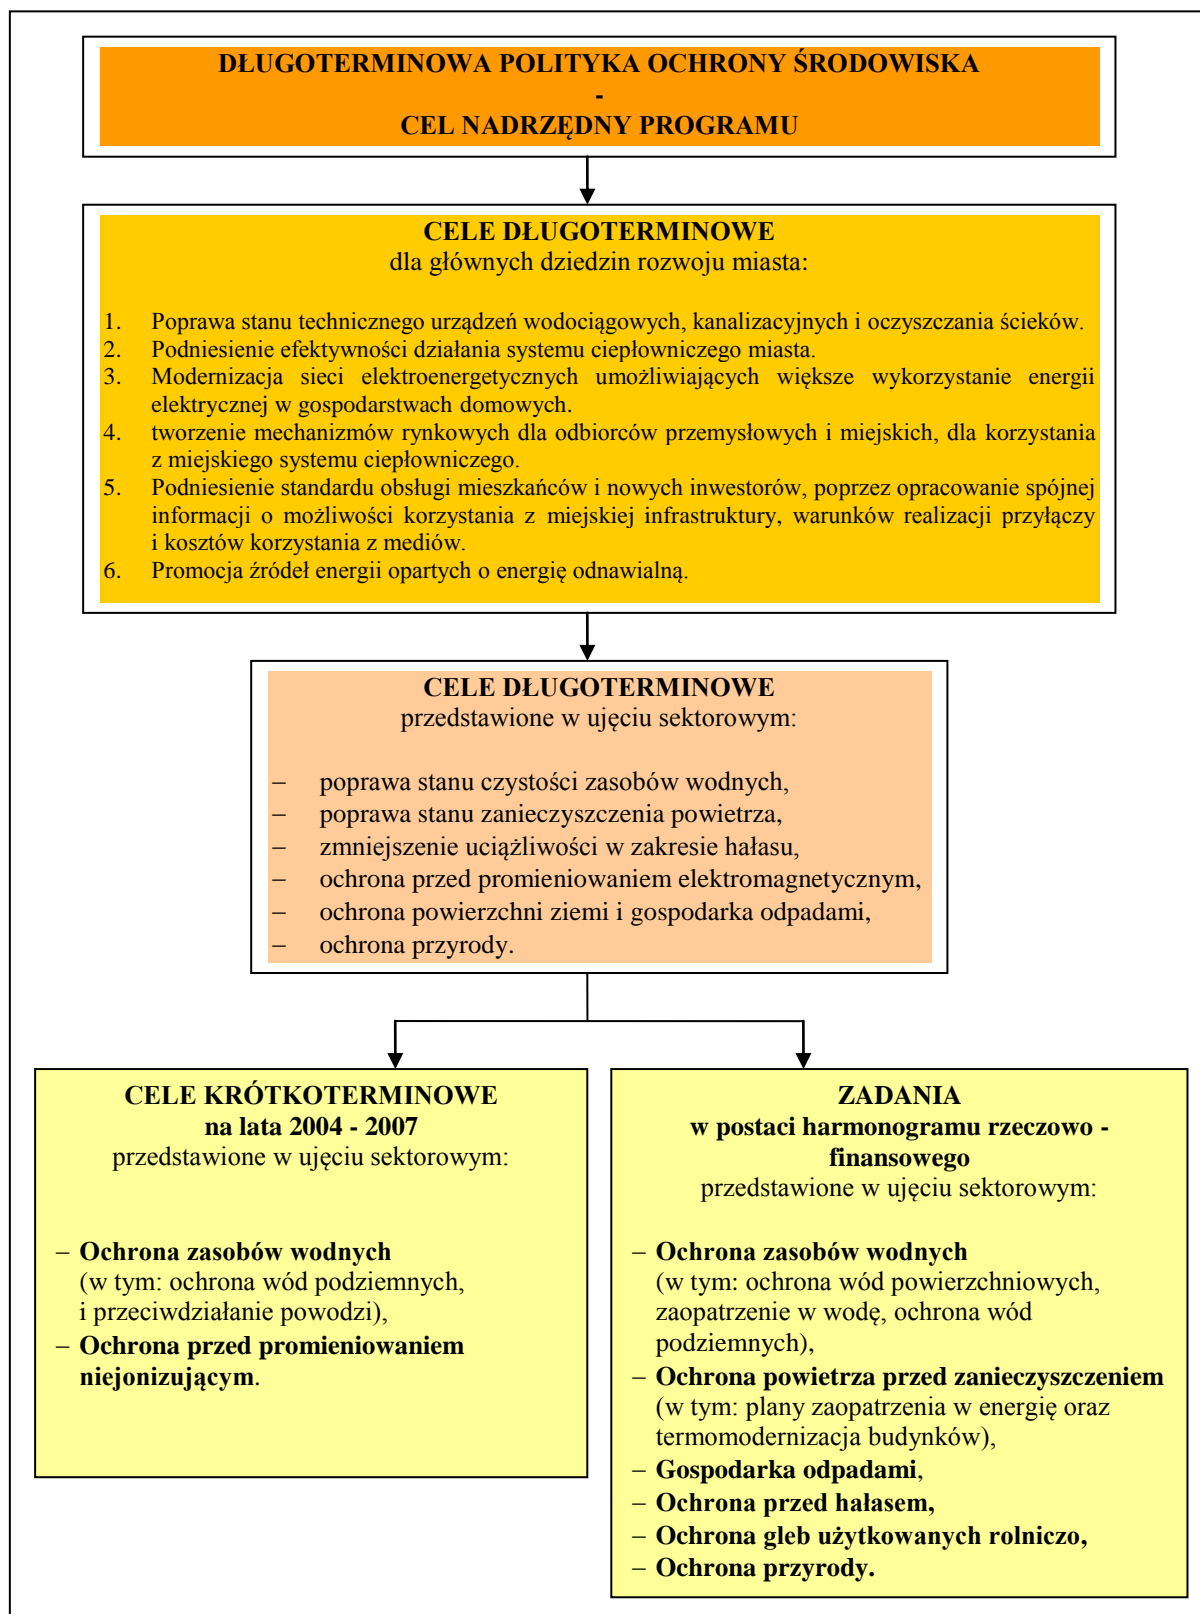 DŁUGOTERMINOWA POLITYKA OCHRONY ŚRODOWISKA
-
CEL NADRZĘDNY PROGRAMU
CELE DŁUGOTERMINOWE
dla głównych dziedzin rozwoju miasta:
1. Poprawa stanu technicznego urządzeń wodociągowych, kanalizacyjnych i oczyszczania ścieków.
2. Podniesienie efektywności działania systemu ciepłowniczego miasta.
3. Modernizacja sieci elektroenergetycznych umożliwiających większe wykorzystanie energii
elektrycznej w gospodarstwach domowych.
4. tworzenie mechanizmów rynkowych dla odbiorców przemysłowych i miejskich, dla korzystania
z miejskiego systemu ciepłowniczego.
5. Podniesienie standardu obsługi mieszkańców i nowych inwestorów, poprzez opracowanie spójnej
informacji o możliwości korzystania z miejskiej infrastruktury, warunków realizacji przyłączy
i kosztów korzystania z mediów.
6. Promocja źródeł energii opartych o energię odnawialną.
CELE DŁUGOTERMINOWE
przedstawione w ujęciu sektorowym:
– poprawa stanu czystości zasobów wodnych,
– poprawa stanu zanieczyszczenia powietrza,
– zmniejszenie uciążliwości w zakresie hałasu,
– ochrona przed promieniowaniem elektromagnetycznym,
– ochrona powierzchni ziemi i gospodarka odpadami,
– ochrona przyrody.
CELE KRÓTKOTERMINOWE
na lata 2004 - 2007
przedstawione w ujęciu sektorowym:
– Ochrona zasobów wodnych
(w tym: ochrona wód podziemnych,
i przeciwdziałanie powodzi),
– Ochrona przed promieniowaniem
niejonizującym.
ZADANIA
w postaci harmonogramu rzeczowo -
finansowego
przedstawione w ujęciu sektorowym:
– Ochrona zasobów wodnych
(w tym: ochrona wód powierzchniowych,
zaopatrzenie w wodę, ochrona wód
podziemnych),
– Ochrona powietrza przed zanieczyszczeniem
(w tym: plany zaopatrzenia w energię oraz
termomodernizacja budynków),
– Gospodarka odpadami,
– Ochrona przed hałasem,
– Ochrona gleb użytkowanych rolniczo,
– Ochrona przyrody.